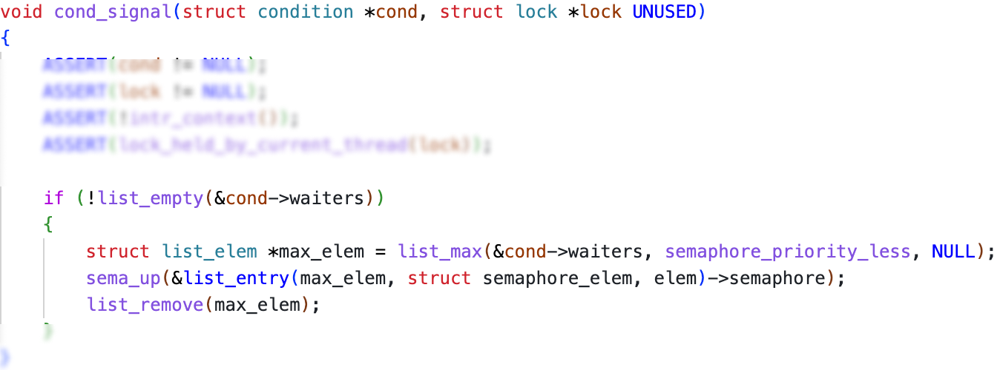 void cond_signal(struct condition *cond, struct lock *lock UNUSED)
{
ASSERT(cond != NULL);
ASSERT(lock != NULL);
ASSERT(!intr_context());
ASSERT(lock_held_by_current_thread(lock));
if (!list_empty(&cond->waiters))
{
struct list_elem *max_elem = list_max(&cond->waiters, semaphore_priority_less, NULL);
sema_up(&list_entry(max_elem, struct semaphore_elem, elem)->semaphore);
list_remove(max_elem);
}
}